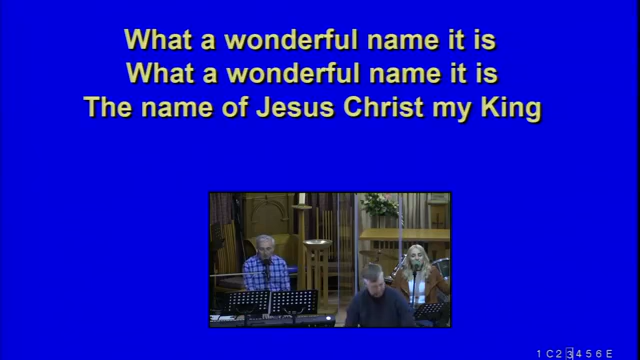 What a wonderful name it is
What a wonderful name it is
The name of Jesus Christ my King
1 C 2 3 4 5 6 E